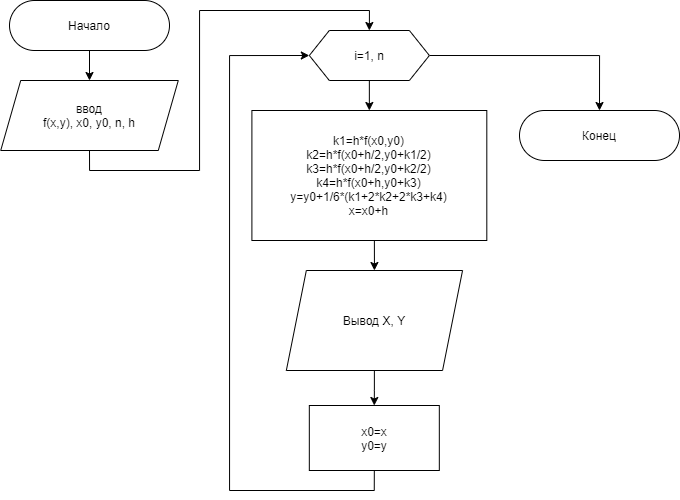 Начало
ввод
f(x,y), x0, y0, n, h
i=1, n
k1=h*f(x0,y0)
k2=h*f(x0+h/2,y0+k1/2)
k3=h*f(x0+h/2,y0+k2/2)
k4=h*f(x0+h,y0+k3)
y=y0+1/6*(k1+2*k2+2*k3+k4)
x=x0+h
Вывод X, Y
x0=x
y0=y
Конец